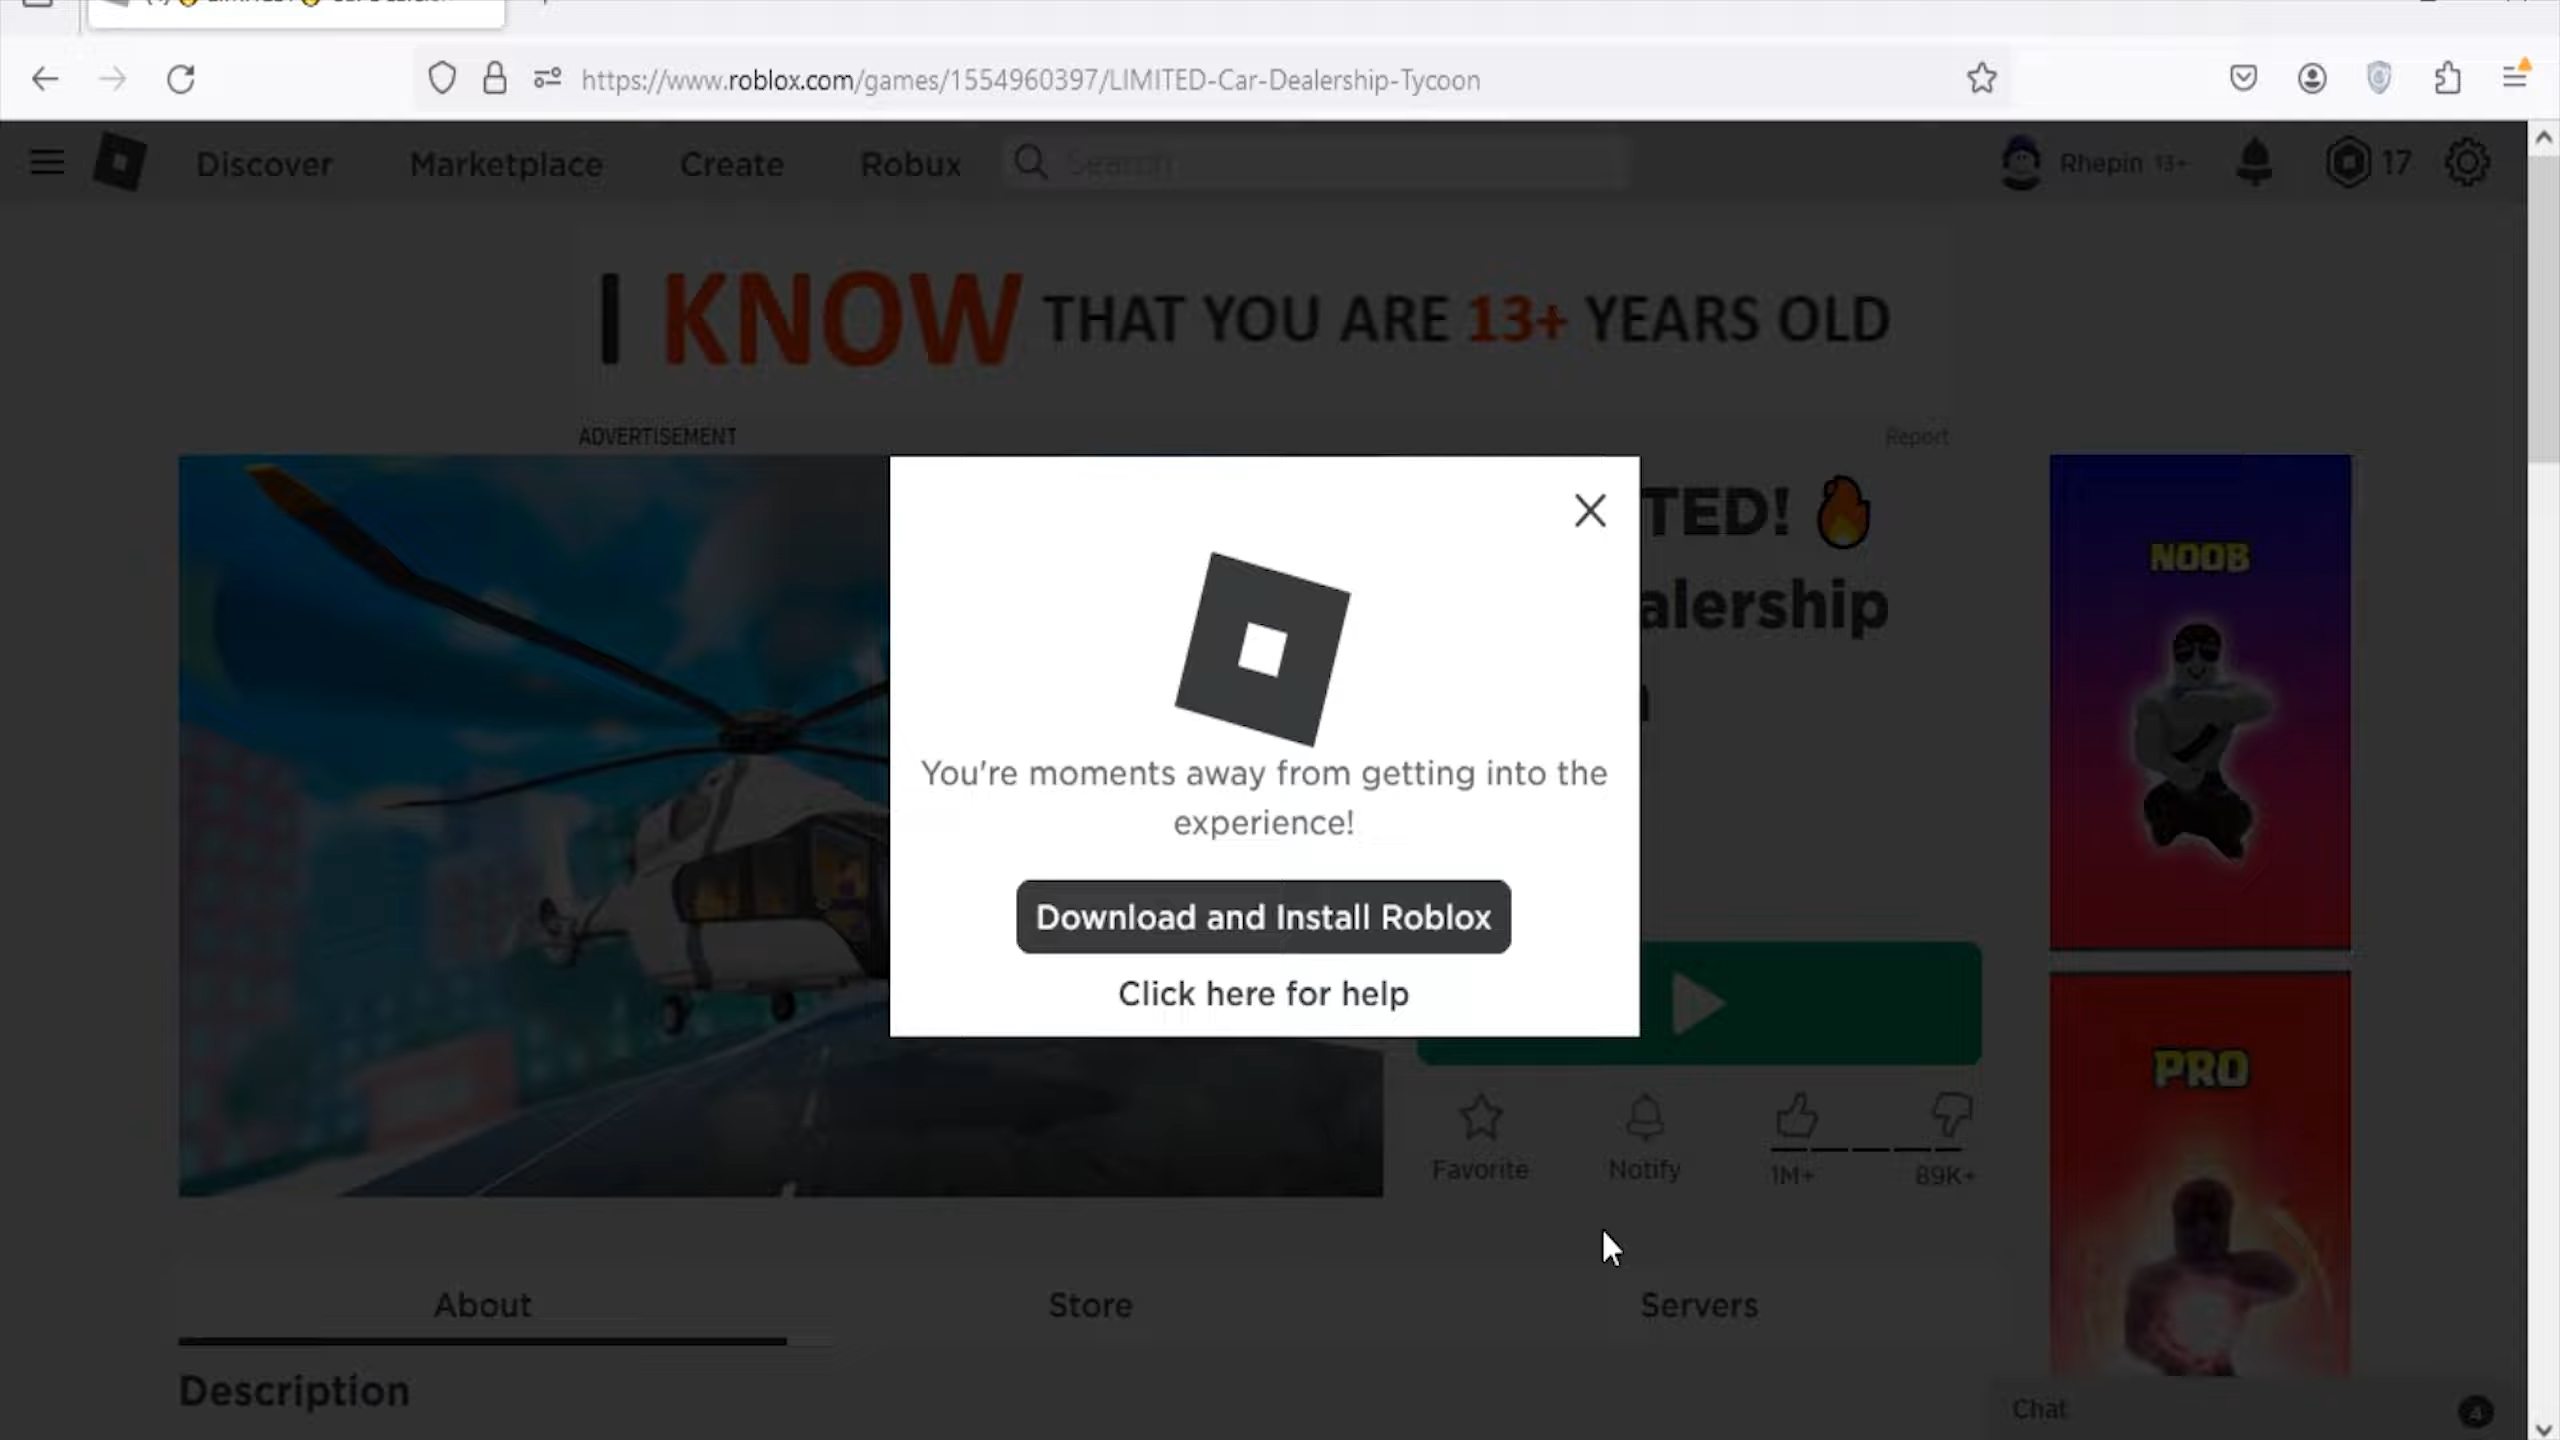 https://www.roblox.com/games/1554960397/LIMITED-Car-Dealership-Tycoon
Discover Marketplace Create Robux Search Rhepin 13+ 17
I KNOW THAT YOU ARE 13+ YEARS OLD
ADVERTISEMENT Report
TED! 🔥
alership
NOOB
You're moments away from getting into the
experience!
Download and Install Roblox
Click here for help
PRO
Favorite Notify 1M+ 89K+
About Store Servers
Description
Chat 4